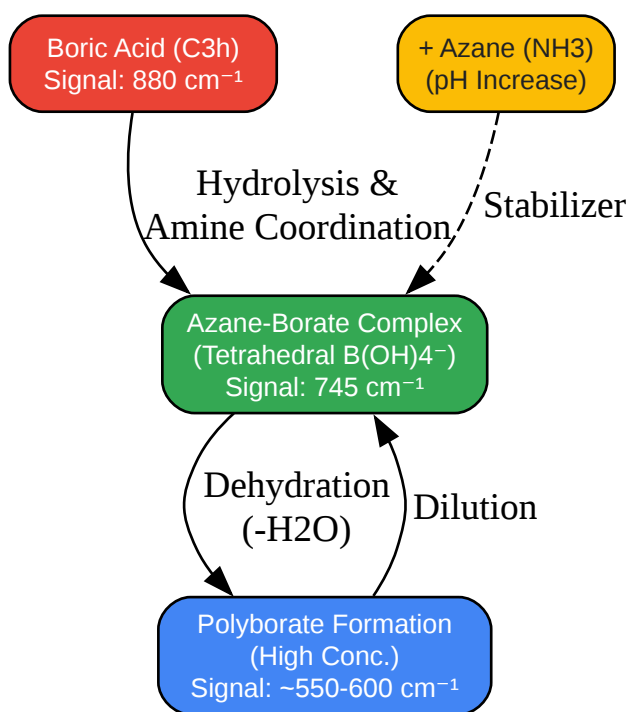 Boric Acid (C3h)
Signal: 880 cm⁻¹
+ Azane (NH3)
(pH Increase)
Hydrolysis &
Amine Coordination
Stabilizer
Azane-Borate Complex
(Tetrahedral B(OH)4⁻)
Signal: 745 cm⁻¹
Dehydration
(-H2O)
Dilution
Polyborate Formation
(High Conc.)
Signal: ~550-600 cm⁻¹